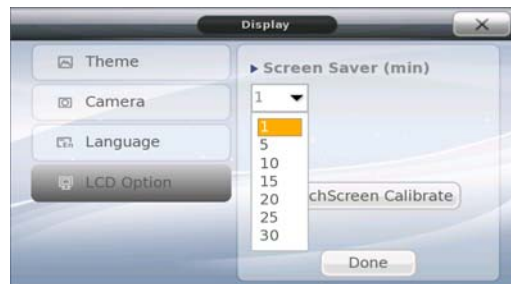 Display
Theme
Camera
Language
LCD Option
Screen Saver (min)
1
1
5
10
15
20
25
30
chScreen Calibrate
Done